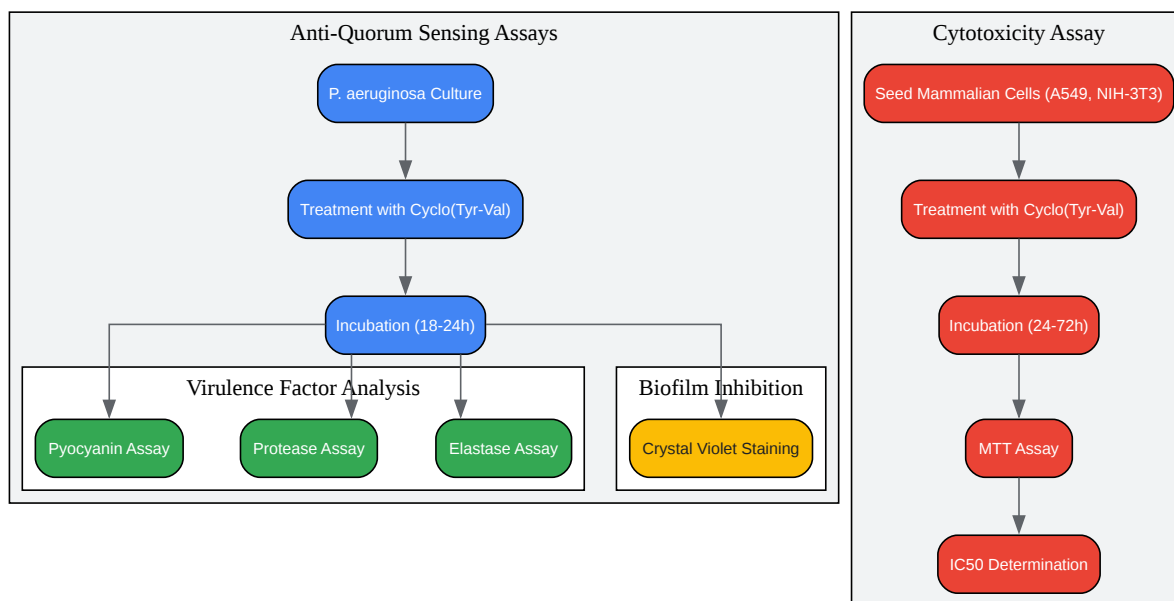 Anti-Quorum Sensing Assays
P. aeruginosa Culture
Treatment with Cyclo(Tyr-Val)
Incubation (18-24h)
Virulence Factor Analysis
Pyocyanin Assay
Protease Assay
Elastase Assay
Biofilm Inhibition
Crystal Violet Staining
Cytotoxicity Assay
Seed Mammalian Cells (A549, NIH-3T3)
Treatment with Cyclo(Tyr-Val)
Incubation (24-72h)
MTT Assay
IC50 Determination